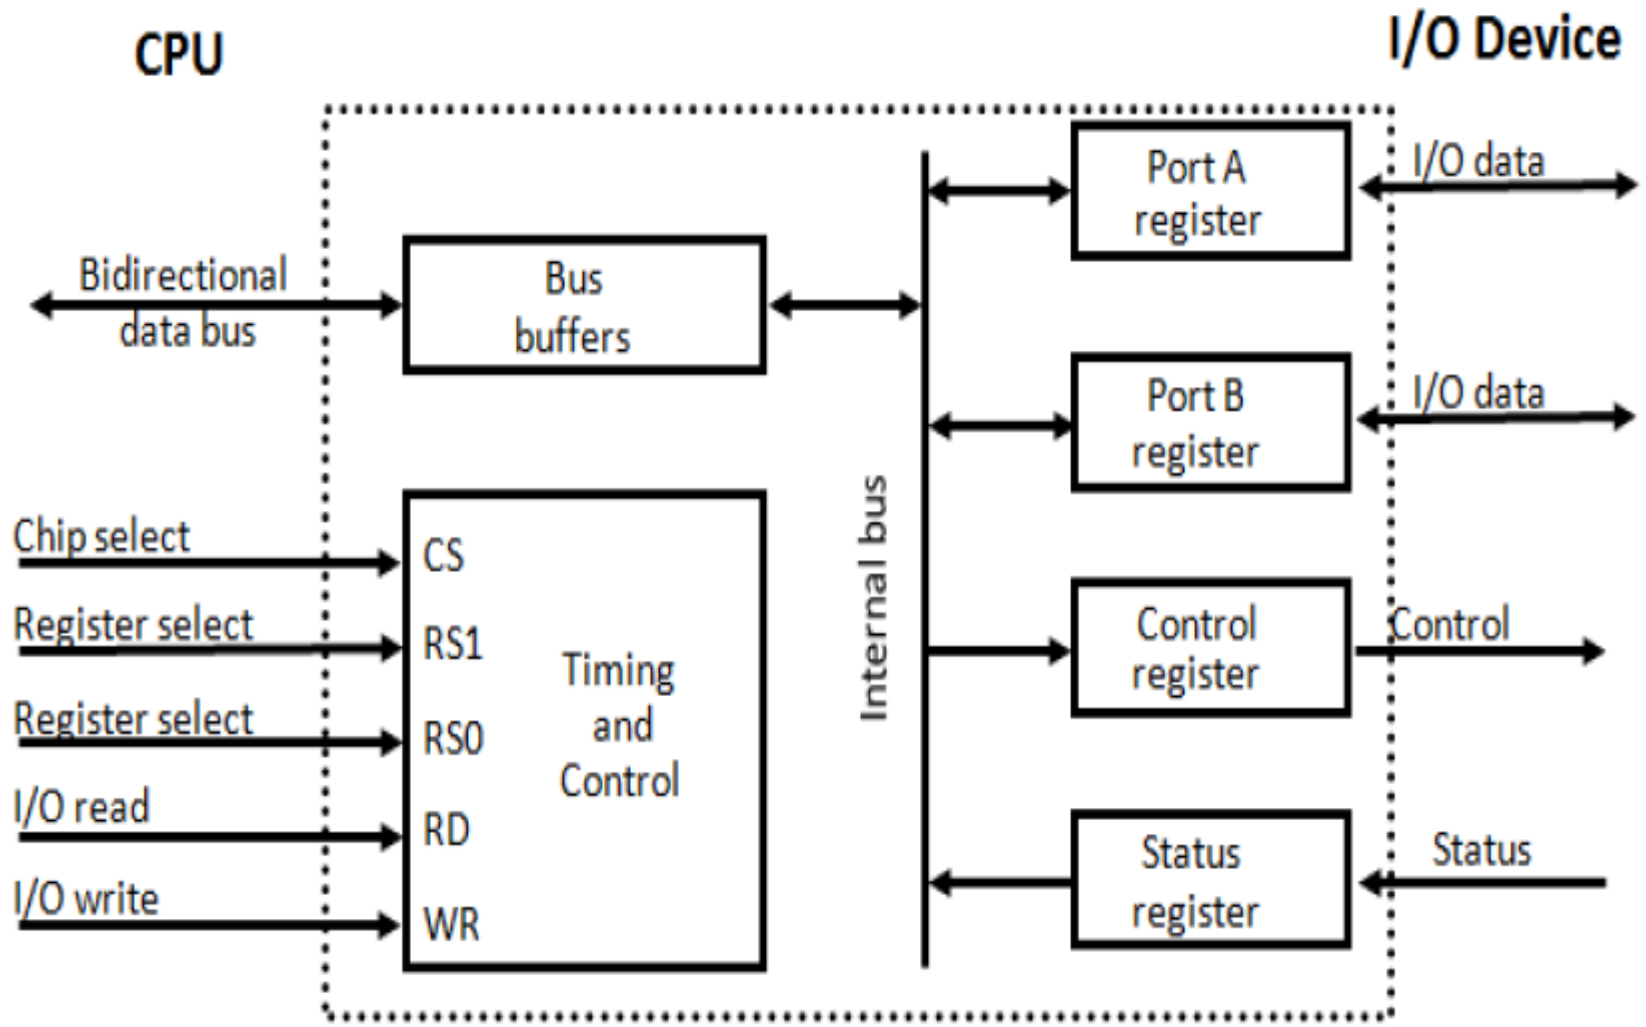 CPU
I/O Device
Bidirectional
data bus
Bus
buffers
Chip select
Register select
Register select
I/O read
I/O write
CS
RS1
RS0
RD
WR
Timing
and
Control
Internal bus
Port A
register
I/O data
Port B
register
I/O data
Control
register
Control
Status
register
Status